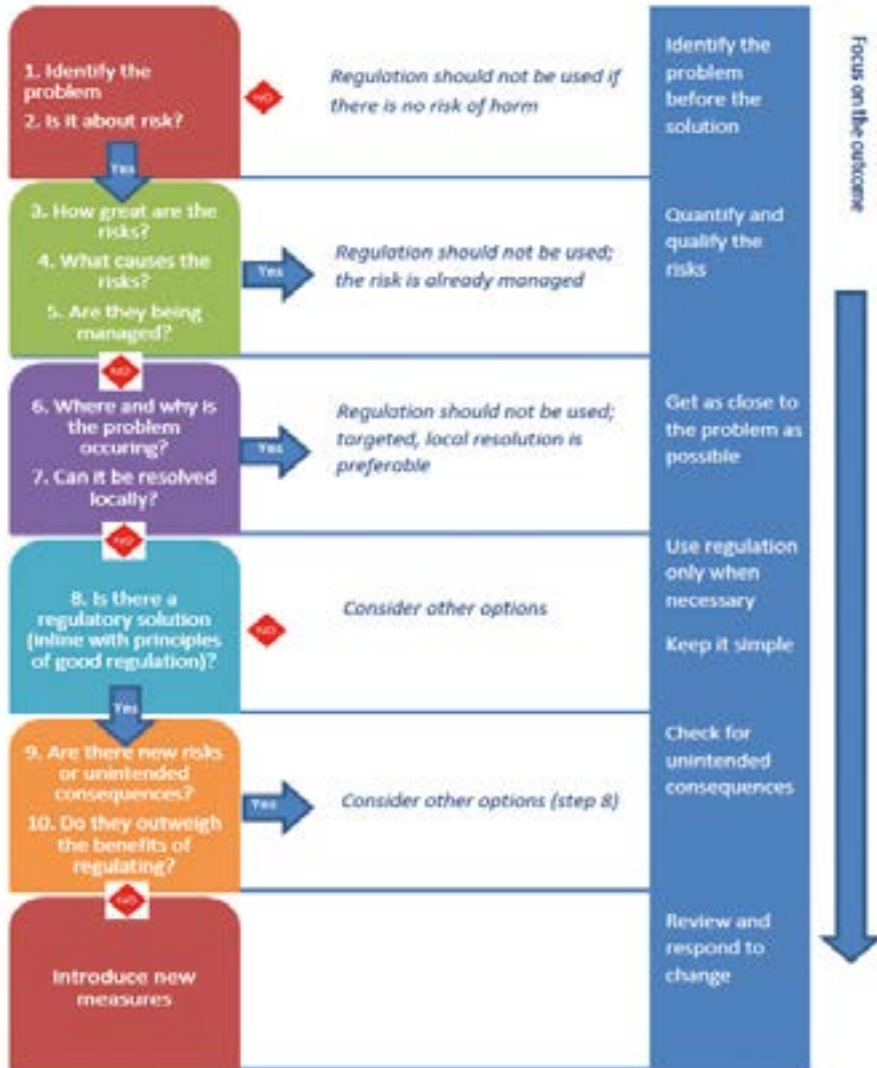 1. Identify the
problem
2. Is it about risk?
NO
Regulation should not be used if
there is no risk of harm
Identify the
problem
before the
solution
Focus on the outcome
Yes
3. How great are the
risks?
4. What causes the
risks?
5. Are they being
managed?
Yes
Regulation should not be used;
the risk is already managed
Quantify and
qualify the
risks
NO
6. Where and why is
the problem
occuring?
7. Can it be resolved
locally?
Yes
Regulation should not be used;
targeted, local resolution is
preferable
Get as close to
the problem as
possible
NO
8. Is there a
regulatory solution
(inline with principles
of good regulation)?
NO
Consider other options
Use regulation
only when
necessary
Keep it simple
Yes
9. Are there new risks
or unintended
consequences?
10. Do they outweigh
the benefits of
regulating?
Yes
Consider other options (step 8)
Check for
unintended
consequences
NO
Introduce new
measures
Review and
respond to
change